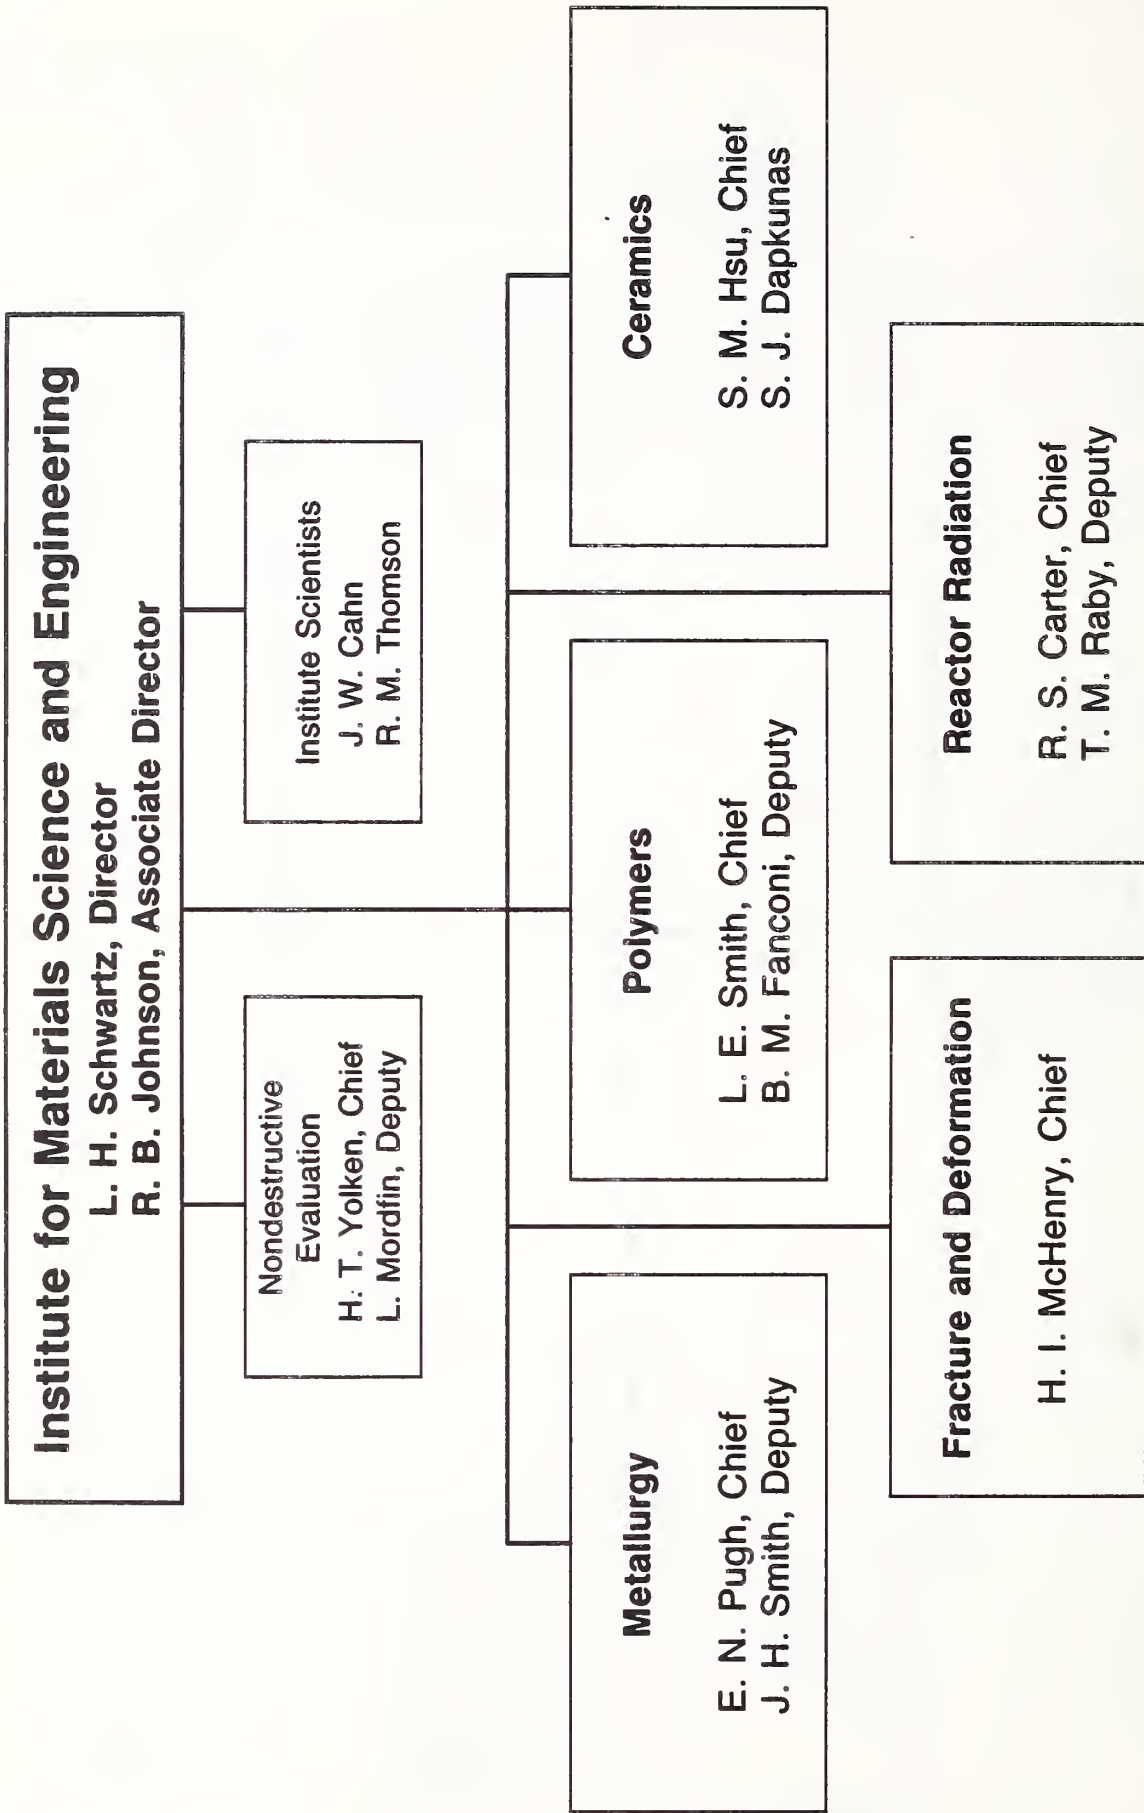 Institute for Materials Science and Engineering
L. H. Schwartz, Director
R. B. Johnson, Associate Director
Nondestructive
Evaluation
H. T. Yolken, Chief
L. Mordfin, Deputy
Institute Scientists
J. W. Cahn
R. M. Thomson
Metallurgy
E. N. Pugh, Chief
J. H. Smith, Deputy
Polymers
L. E. Smith, Chief
B. M. Fanconi, Deputy
Ceramics
S. M. Hsu, Chief
S. J. Dapkunas
Fracture and Deformation
H. I. McHenry, Chief
Reactor Radiation
R. S. Carter, Chief
T. M. Raby, Deputy